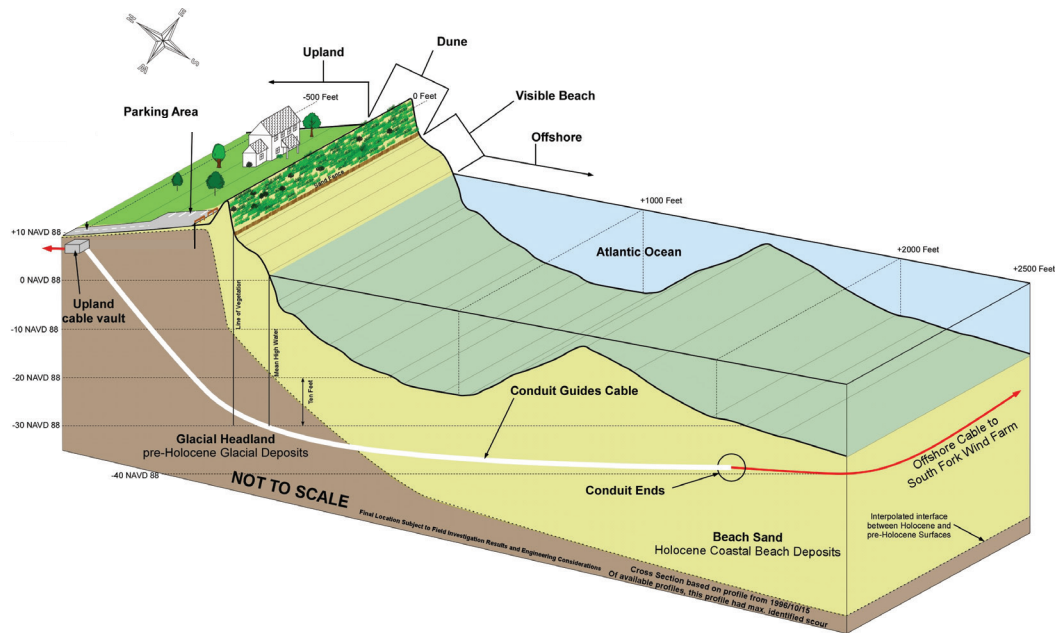 N
E
W
S
Upland
Dune
-500 Feet
0 Feet
Visible Beach
Parking Area
Offshore
Sand Fence
+1000 Feet
Atlantic Ocean
+2000 Feet
+2500 Feet
+10 NAVD 88
0 NAVD 88
Upland
cable vault
-10 NAVD 88
-20 NAVD 88
-30 NAVD 88
-40 NAVD 88
Line of Vegetation
Mean High Water
Ten Feet
Conduit Guides Cable
Glacial Headland
pre-Holocene Glacial Deposits
Conduit Ends
Offshore Cable to
South Fork Wind Farm
NOT TO SCALE
Final Location Subject to Field Investigation Results and Engineering Considerations
Beach Sand
Holocene Coastal Beach Deposits
Interpolated interface
between Holocene and
pre-Holocene Surfaces
Cross Section based on profile from 1996/10/15
Of available profiles, this profile had max. identified scour